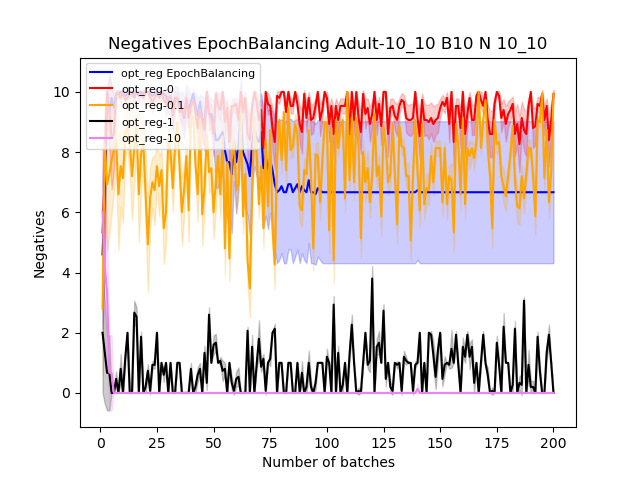 Negatives EpochBalancing Adult-10_10 B10 N 10_10
opt_reg EpochBalancing
opt_reg-0
opt_reg-0.1
opt_reg-1
opt_reg-10
Negatives
10
8
6
4
2
0
0 25 50 75 100 125 150 175 200
Number of batches